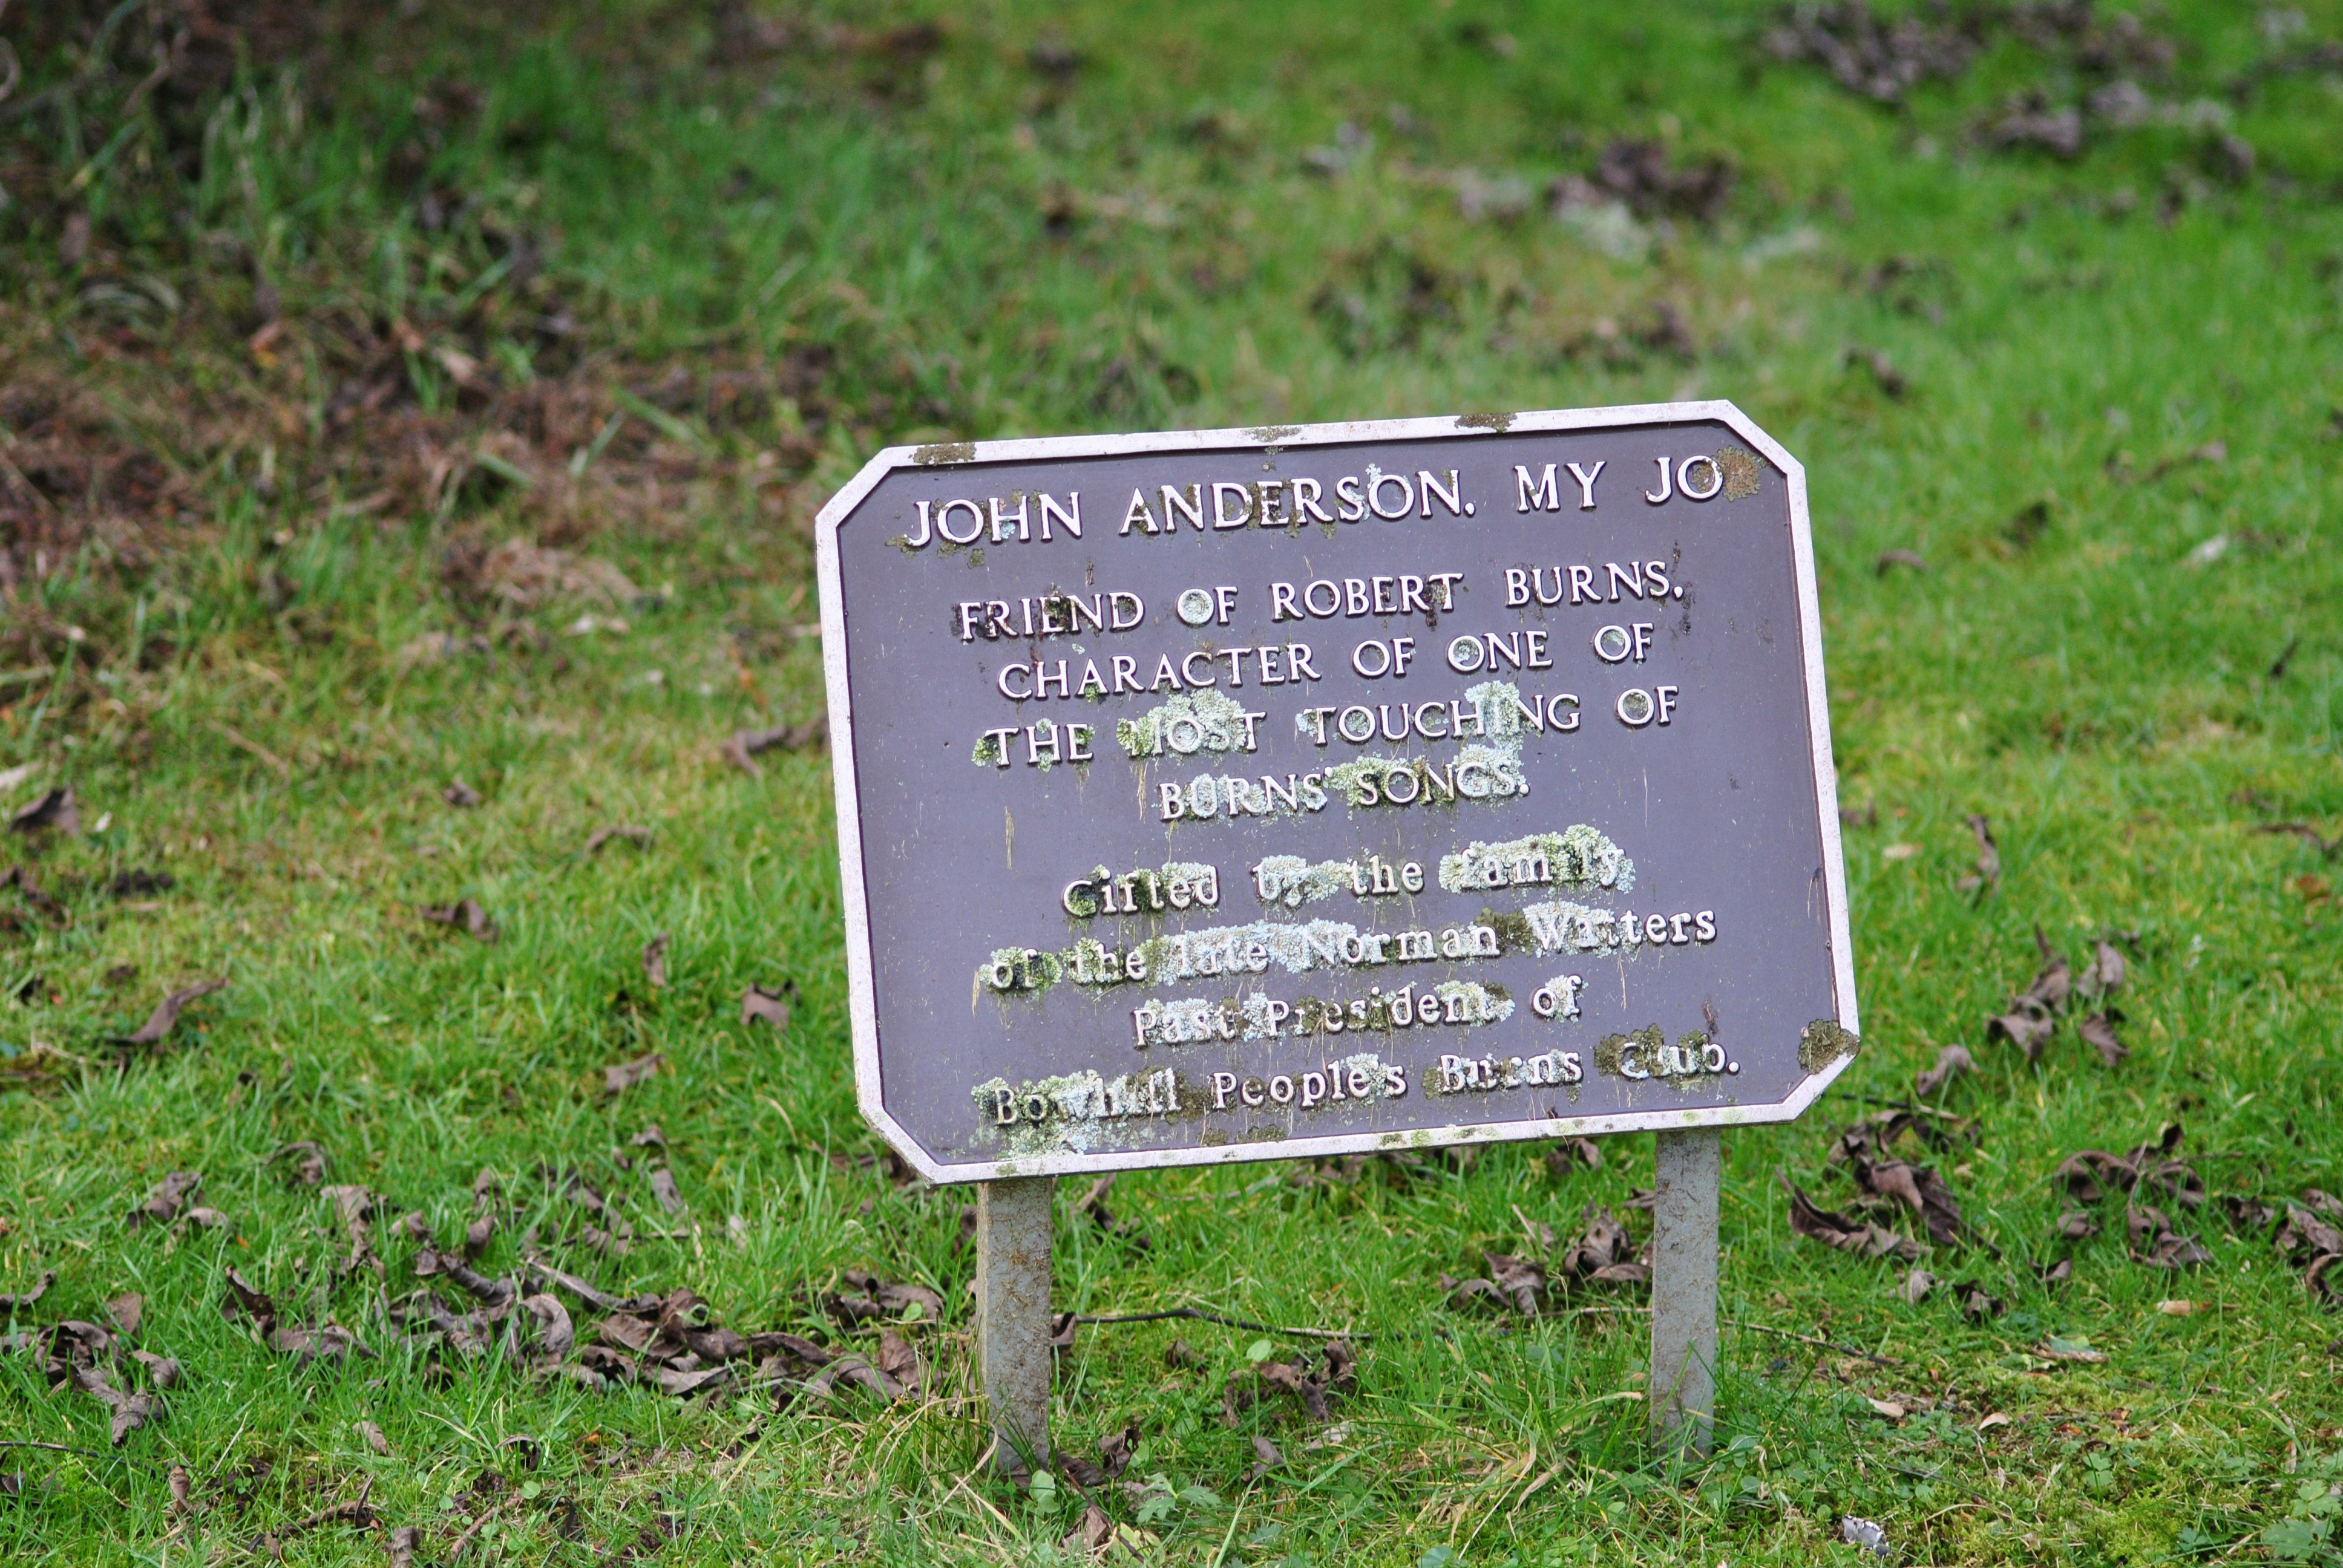 JOHN ANDERSON. MY JO
FRIEND OF ROBERT BURNS.
CHARACTER OF ONE OF
THE MOST TOUCHING OF
BURNS' SONGS.
Gifted by the family
of the late Norman Watters
Past President of
Bowhill People's Burns Club.